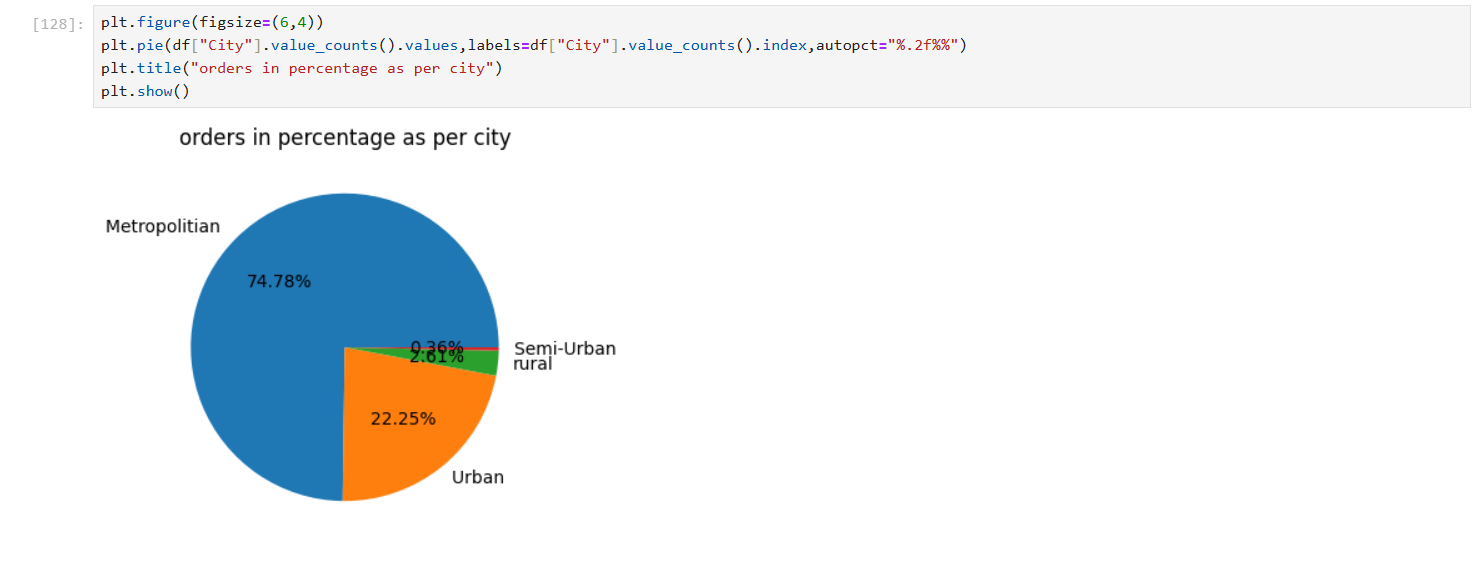 [128]:
plt.figure(figsize=(6,4))
plt.pie(df["City"].value_counts().values,labels=df["City"].value_counts().index,autopct="%.2f%%")
plt.title("orders in percentage as per city")
plt.show()
orders in percentage as per city
Metropolitian
74.78%
0.36%
Semi-Urban
2.61%
rural
22.25%
Urban